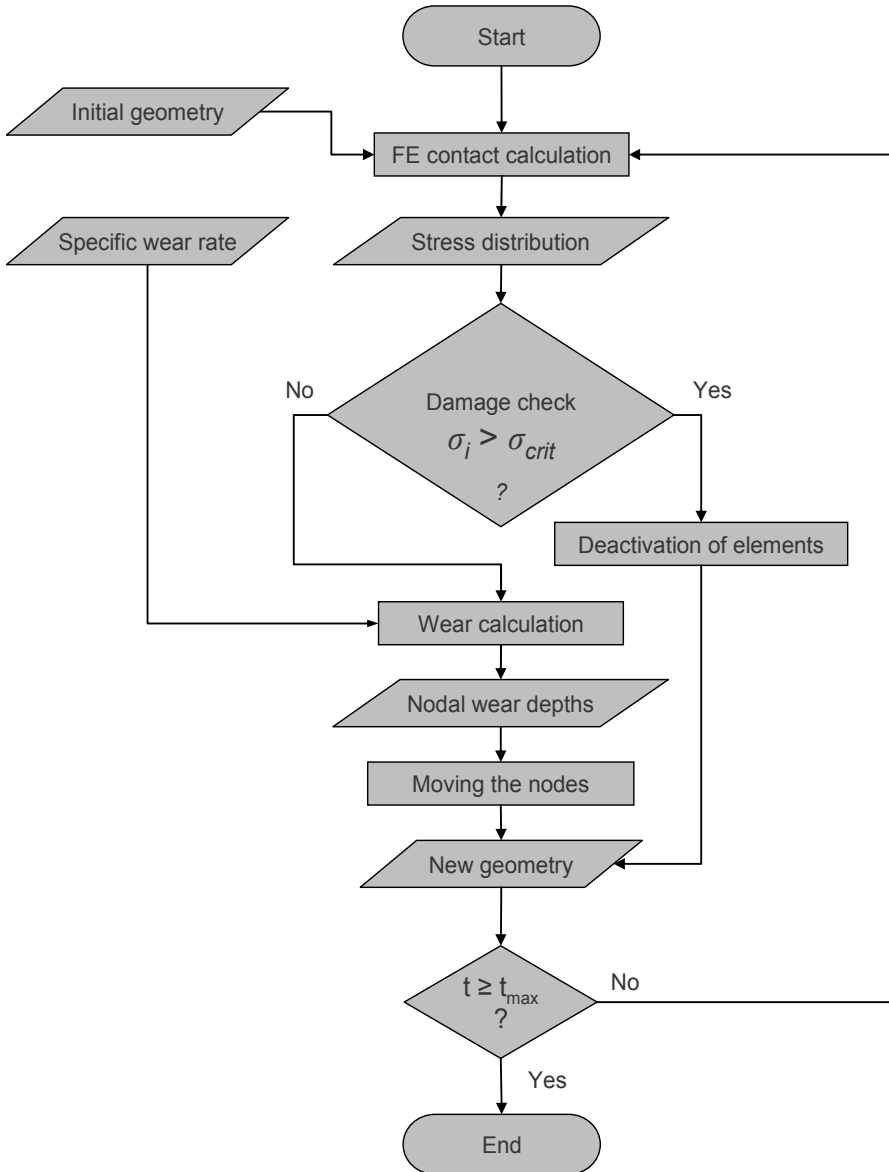 Start
Initial geometry
FE contact calculation
Specific wear rate
Stress distribution
No
Yes
Damage check
σi > σcrit
?
Deactivation of elements
Wear calculation
Nodal wear depths
Moving the nodes
New geometry
t ≥ tmax
?
No
Yes
End